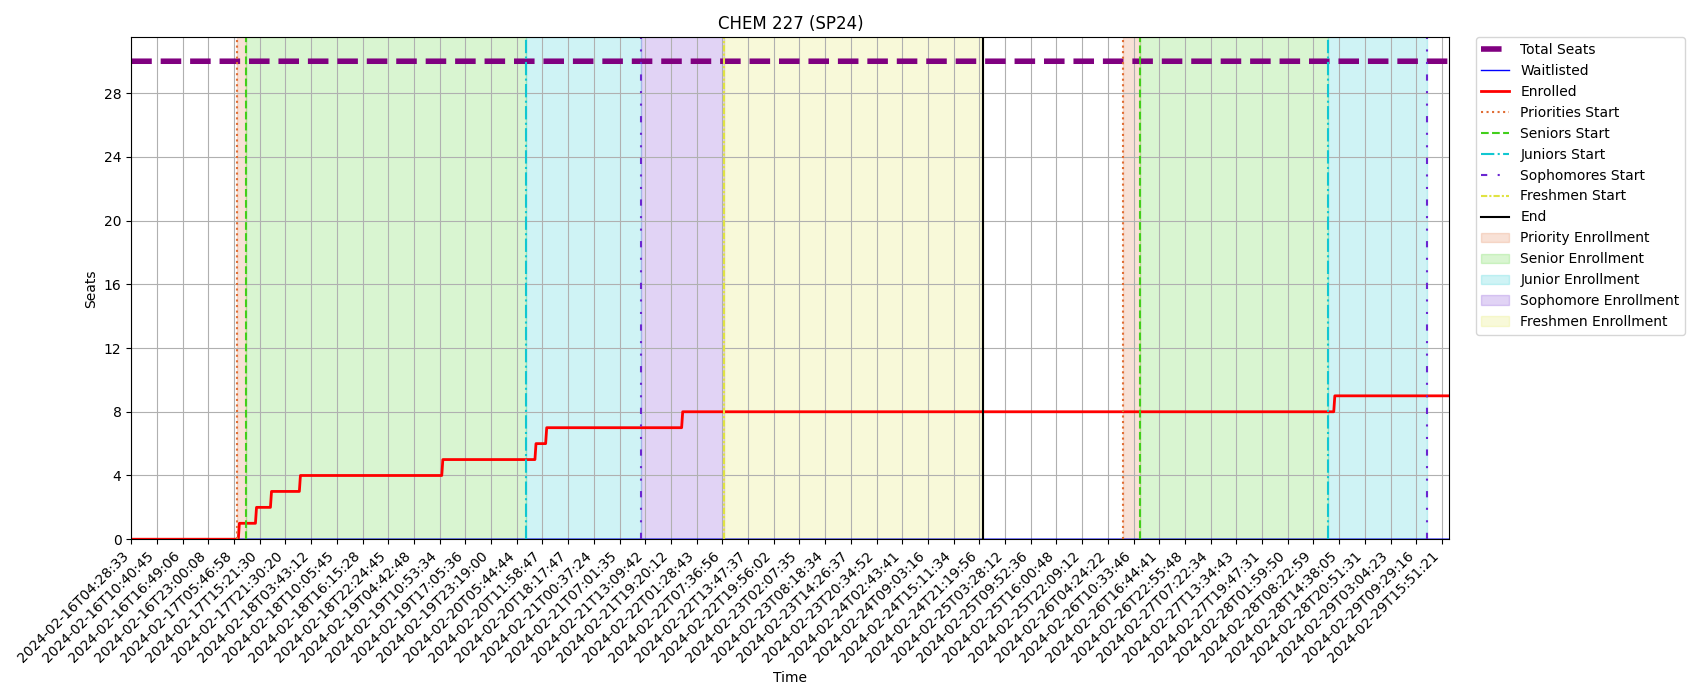 CHEM 227 (SP24)
Total Seats
Waitlisted
Enrolled
Priorities Start
Seniors Start
Juniors Start
Sophomores Start
Freshmen Start
End
Priority Enrollment
Senior Enrollment
Junior Enrollment
Sophomore Enrollment
Freshmen Enrollment
Seats
28
24
20
16
12
8
4
0
2024-02-16T04:28:33
2024-02-16T10:40:45
2024-02-16T16:49:06
2024-02-16T23:00:08
2024-02-17T05:46:58
2024-02-17T15:21:30
2024-02-17T21:30:20
2024-02-18T03:43:12
2024-02-18T10:05:45
2024-02-18T16:15:28
2024-02-18T22:24:45
2024-02-19T04:42:48
2024-02-19T10:53:34
2024-02-19T17:05:36
2024-02-19T23:19:00
2024-02-20T05:44:44
2024-02-20T11:58:47
2024-02-20T18:17:47
2024-02-21T00:37:24
2024-02-21T07:01:35
2024-02-21T13:09:42
2024-02-21T19:20:12
2024-02-22T01:28:43
2024-02-22T07:36:56
2024-02-22T13:47:37
2024-02-22T19:56:02
2024-02-23T02:07:35
2024-02-23T08:18:34
2024-02-23T14:26:37
2024-02-23T20:34:52
2024-02-24T02:43:41
2024-02-24T09:03:16
2024-02-24T15:11:34
2024-02-24T21:19:56
2024-02-25T03:28:12
2024-02-25T09:52:36
2024-02-25T16:00:48
2024-02-25T22:09:12
2024-02-26T04:24:22
2024-02-26T10:33:46
2024-02-26T16:44:41
2024-02-26T22:55:48
2024-02-27T07:22:34
2024-02-27T13:34:43
2024-02-27T19:47:31
2024-02-28T01:59:50
2024-02-28T08:22:59
2024-02-28T14:38:05
2024-02-28T20:51:31
2024-02-29T03:04:23
2024-02-29T09:29:16
2024-02-29T15:51:21
Time